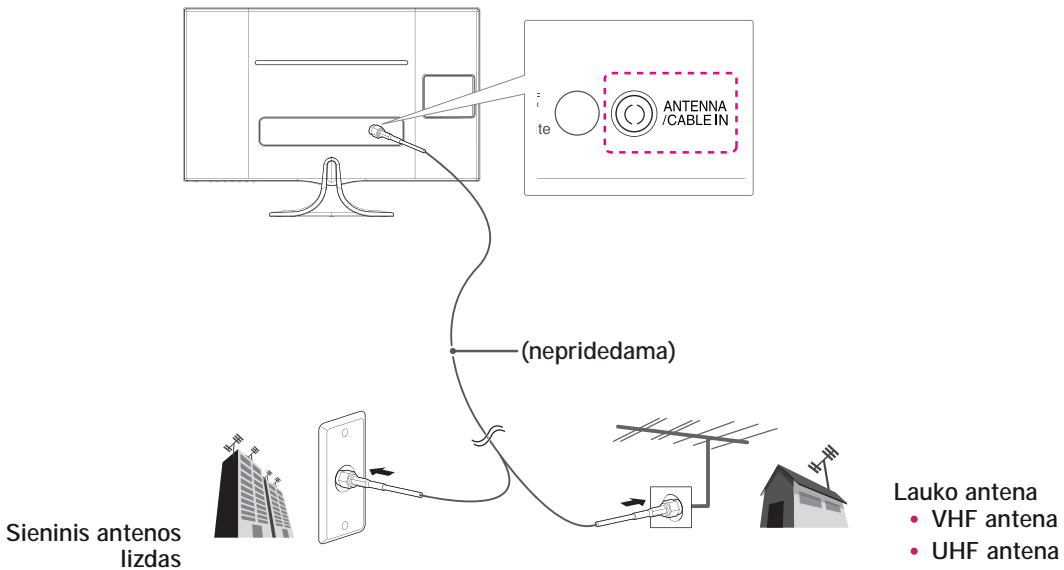 ANTENNA
/CABLE IN
te
(nepridedama)
Sieninis antenos
lizdas
Lauko antena
• VHF antena
• UHF antena